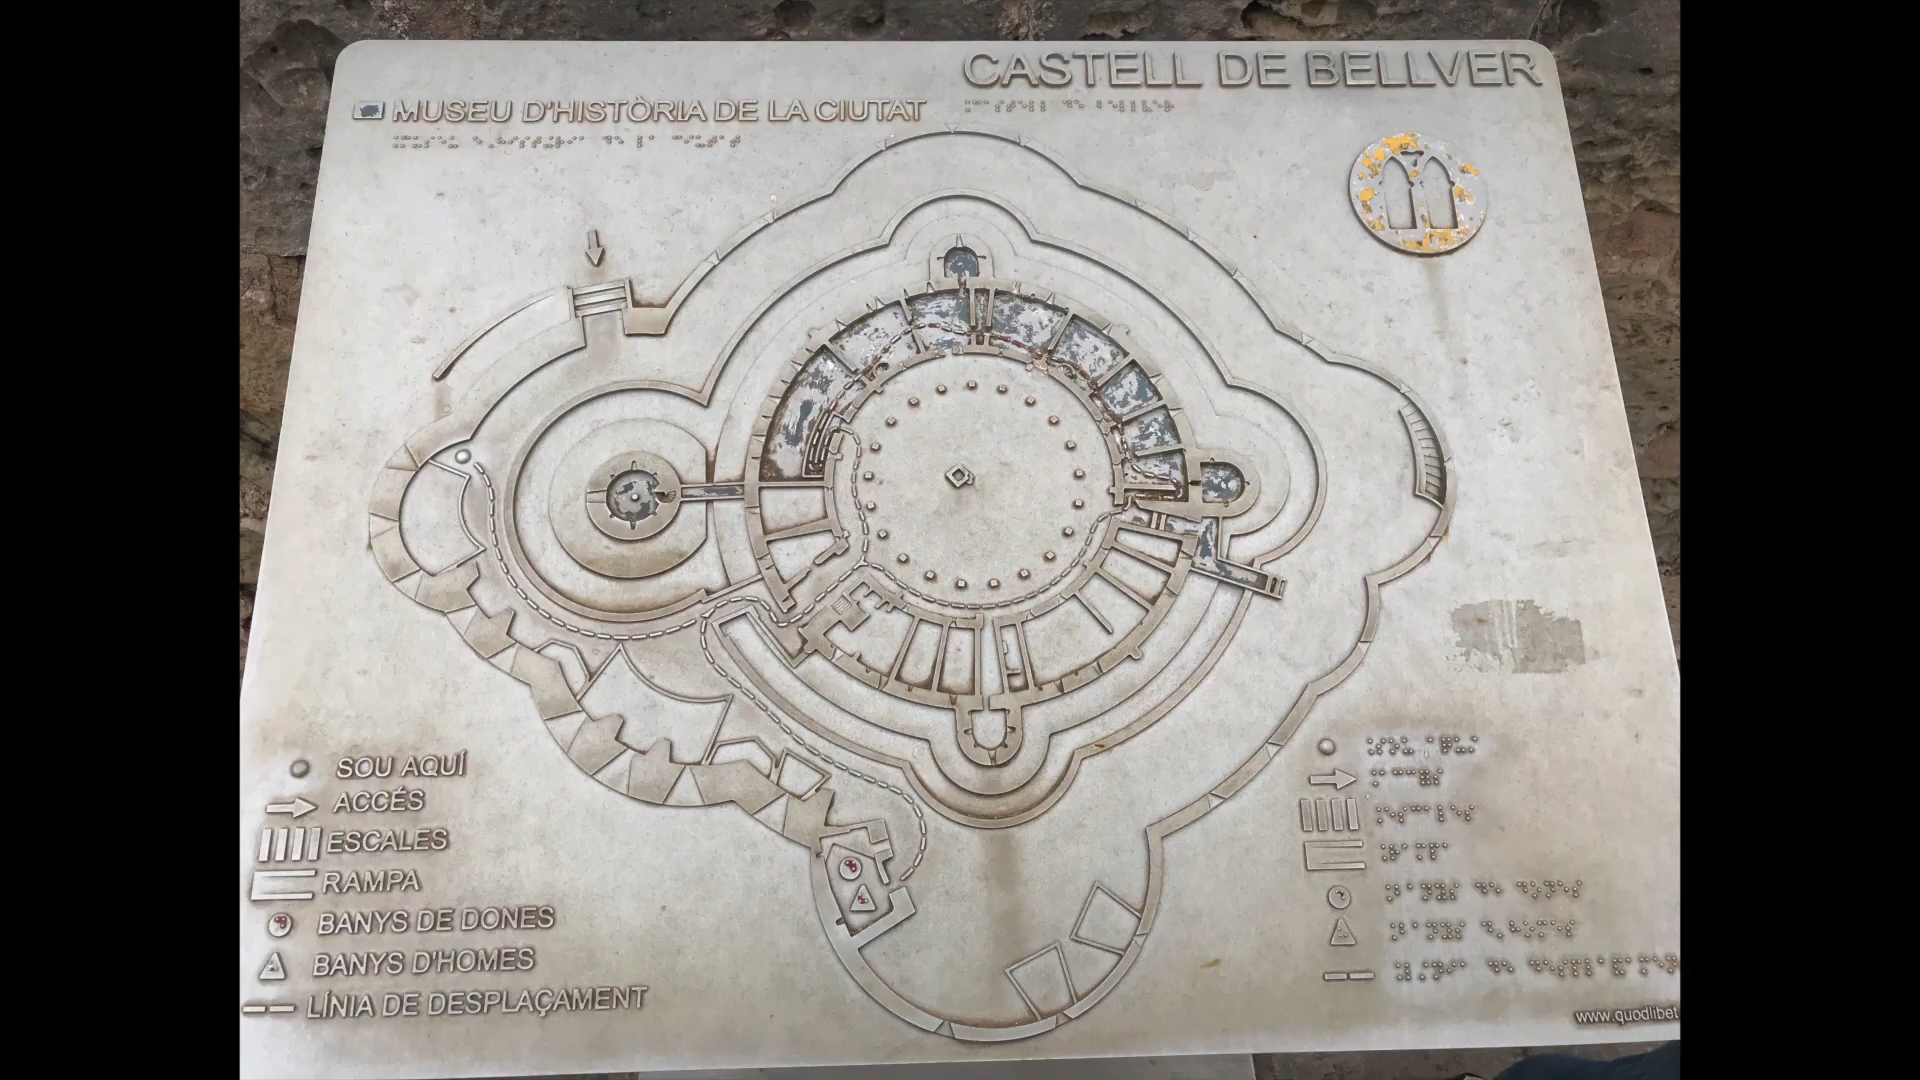 CASTELL DE BELLVER
MUSEU D'HISTÒRIA DE LA CIUTAT
SOU AQUÍ
ACCÉS
ESCALES
RAMPA
BANYS DE DONES
BANYS D'HOMES
LÍNIA DE DESPLAÇAMENT
www.quodlibet